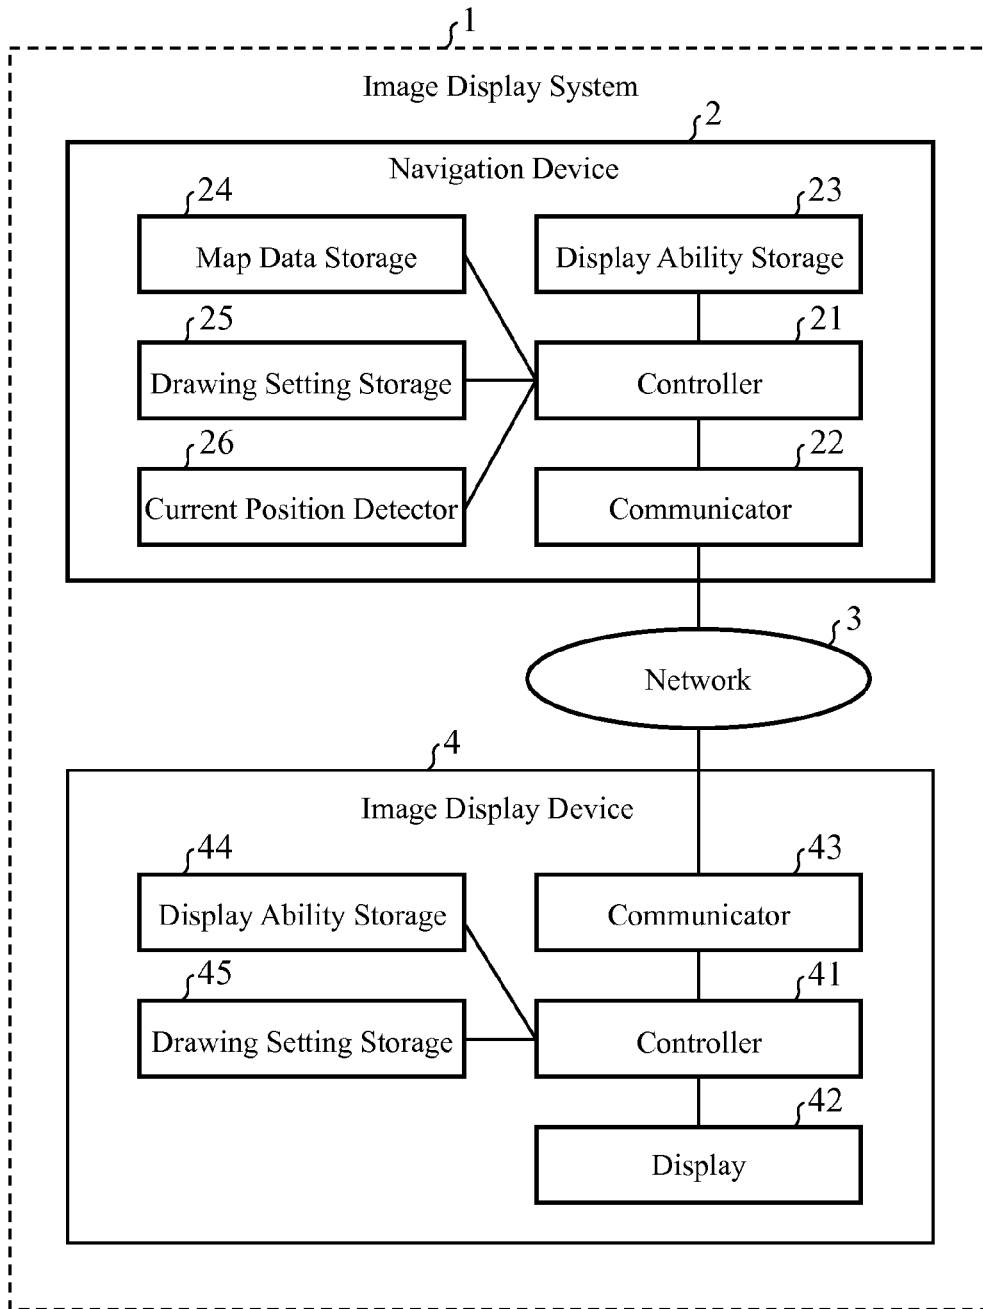 1
Image Display System
2
Navigation Device
24
Map Data Storage
23
Display Ability Storage
25
Drawing Setting Storage
21
Controller
26
Current Position Detector
22
Communicator
3
Network
4
Image Display Device
44
Display Ability Storage
43
Communicator
45
Drawing Setting Storage
41
Controller
42
Display